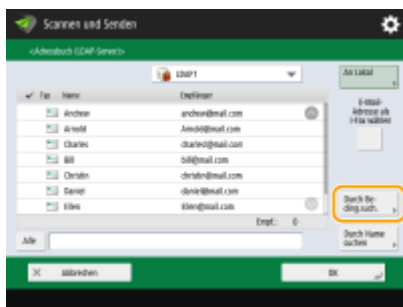 Scannen und Senden
<Adressbuch (LDAP-Server)>
LDAP1
An Lokal
Typ Name Empfänger
Andrew andrew@mail.com
Arnold Arnold@mail.com
Charles charles@mail.com
Bill bill@mail.com
Christin christin@mail.com
Daniel daniel@mail.com
Ellen Ellen@mail.com
E-Mail-
Adresse als
I-Fax wählen
Durch Be-
ding.such.
Empf.: 0
Durch Name
suchen
Alle
Abbrechen
OK